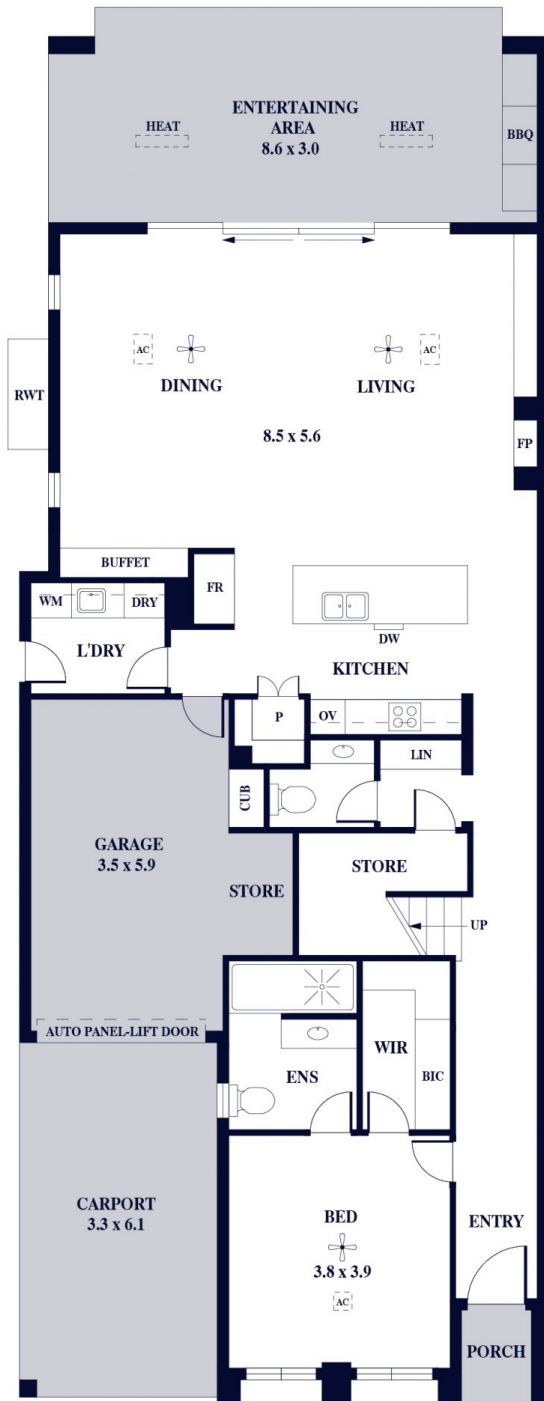 ENTERTAINING
AREA
8.6 x 3.0
HEAT
HEAT
BBQ
AC
AC
DINING
LIVING
RWT
8.5 x 5.6
FP
BUFFET
FR
WM
DRY
L'DRY
DW
KITCHEN
P
OV
LIN
CUB
GARAGE
3.5 x 5.9
STORE
STORE
UP
AUTO PANEL-LIFT DOOR
WIR
BIC
ENS
CARPORT
3.3 x 6.1
BED
3.8 x 3.9
AC
ENTRY
PORCH